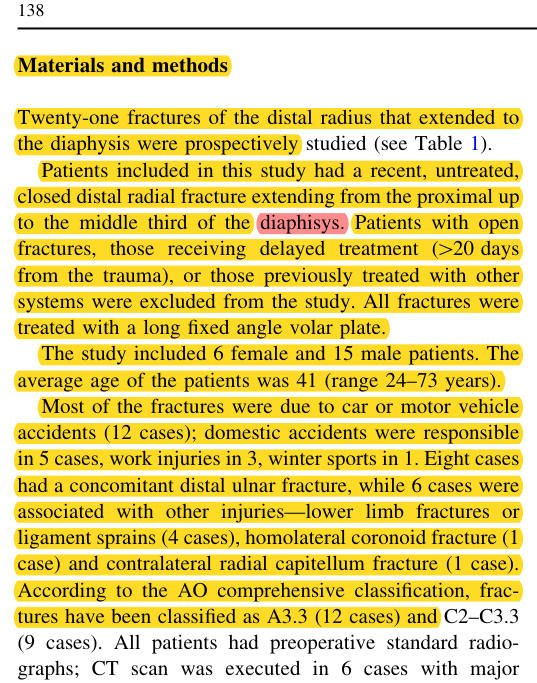 138
Materials and methods
Twenty-one fractures of the distal radius that extended to
the diaphysis were prospectively studied (see Table 1).
Patients included in this study had a recent, untreated,
closed distal radial fracture extending from the proximal up
to the middle third of the diaphisys. Patients with open
fractures, those receiving delayed treatment (>20 days
from the trauma), or those previously treated with other
systems were excluded from the study. All fractures were
treated with a long fixed angle volar plate.
The study included 6 female and 15 male patients. The
average age of the patients was 41 (range 24–73 years).
Most of the fractures were due to car or motor vehicle
accidents (12 cases); domestic accidents were responsible
in 5 cases, work injuries in 3, winter sports in 1. Eight cases
had a concomitant distal ulnar fracture, while 6 cases were
associated with other injuries—lower limb fractures or
ligament sprains (4 cases), homolateral coronoid fracture (1
case) and contralateral radial capitellum fracture (1 case).
According to the AO comprehensive classification, frac-
tures have been classified as A3.3 (12 cases) and C2–C3.3
(9 cases). All patients had preoperative standard radio-
graphs; CT scan was executed in 6 cases with major